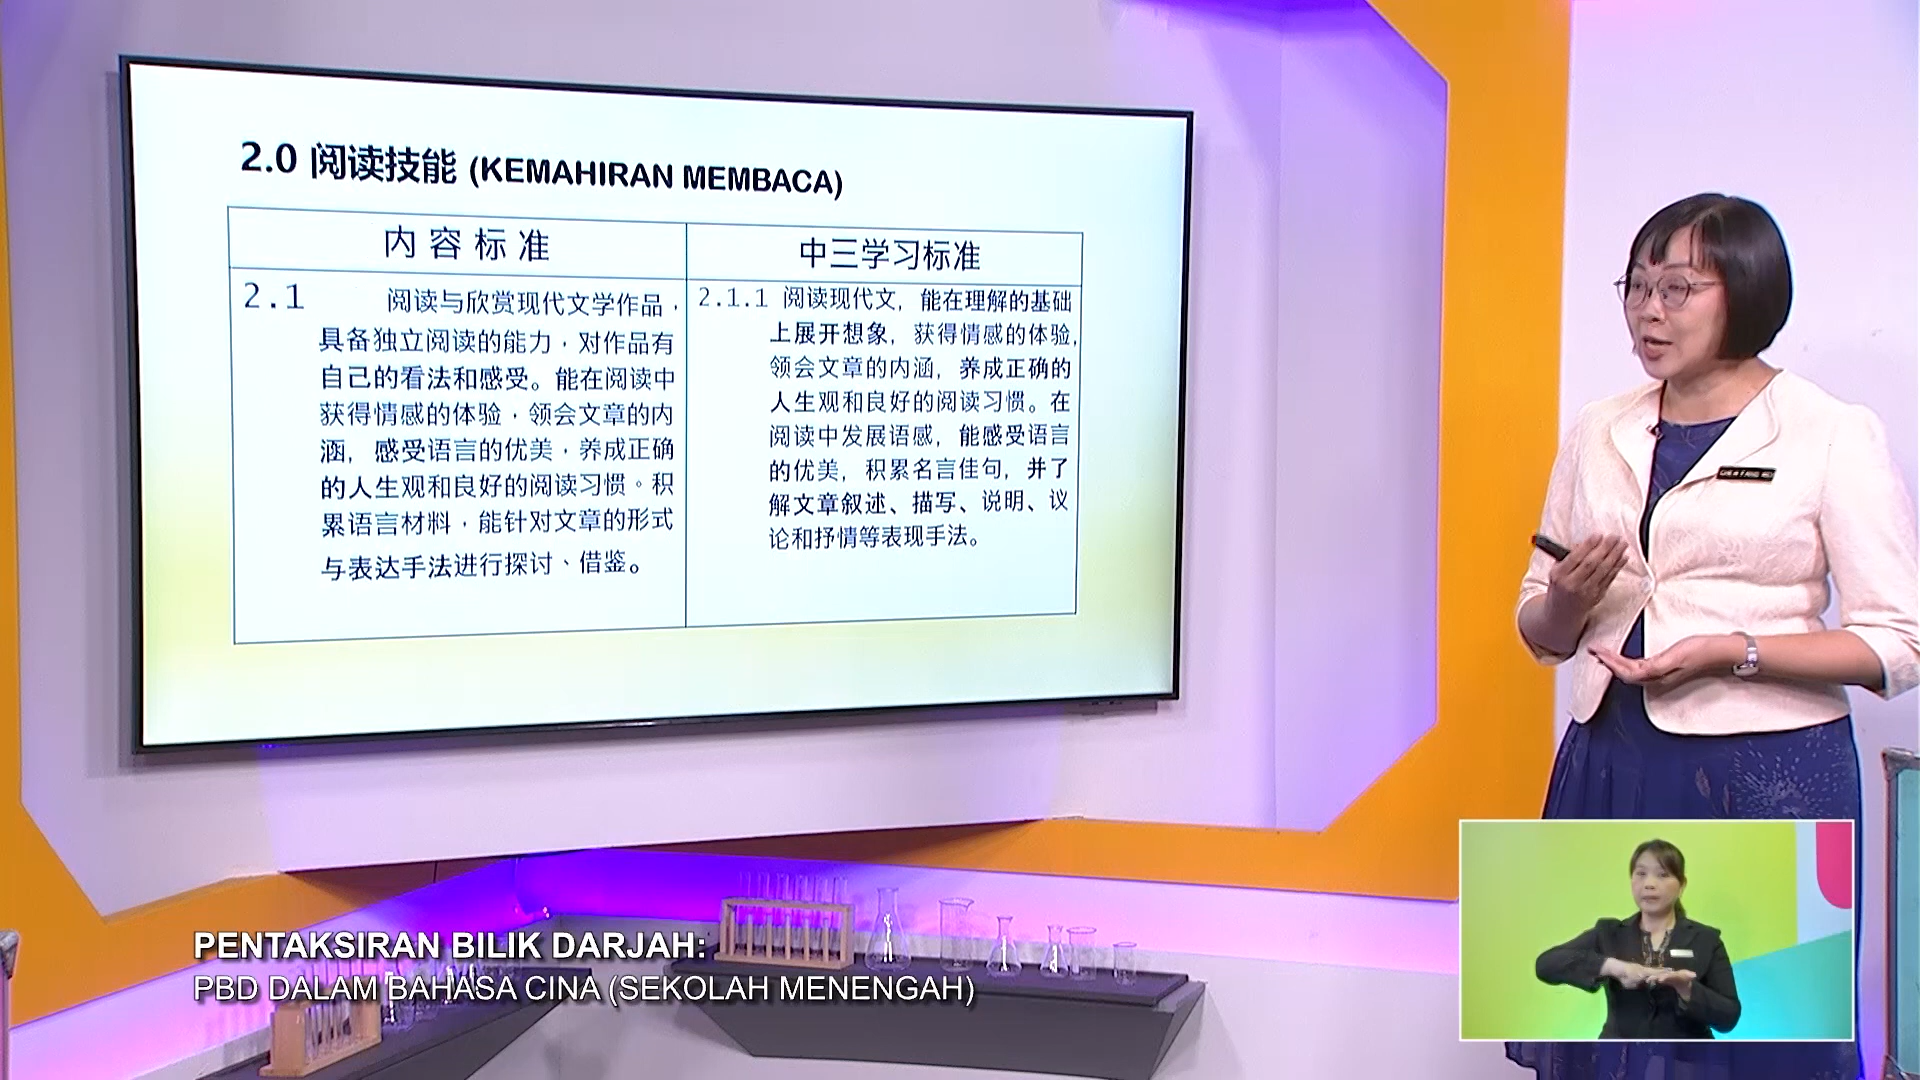 2.0 阅读技能 (KEMAHIRAN MEMBACA)
内容标准
2.1 阅读与欣赏现代文学作品，
具备独立阅读的能力，对作品有
自己的看法和感受。能在阅读中
获得情感的体验，领会文章的内
涵，感受语言的优美，养成正确
的人生观和良好的阅读习惯。积
累语言材料，能针对文章的形式
与表达手法进行探讨、借鉴。
中三学习标准
2.1.1 阅读现代文，能在理解的基础
上展开想象，获得情感的体验，
领会文章的内涵，养成正确的
人生观和良好的阅读习惯。在
阅读中发展语感，能感受语言
的优美，积累名言佳句，并了
解文章叙述、描写、说明、议
论和抒情等表现手法。
PENTAKSIRAN BILIK DARJAH:
PBD DALAM BAHASA CINA (SEKOLAH MENENGAH)